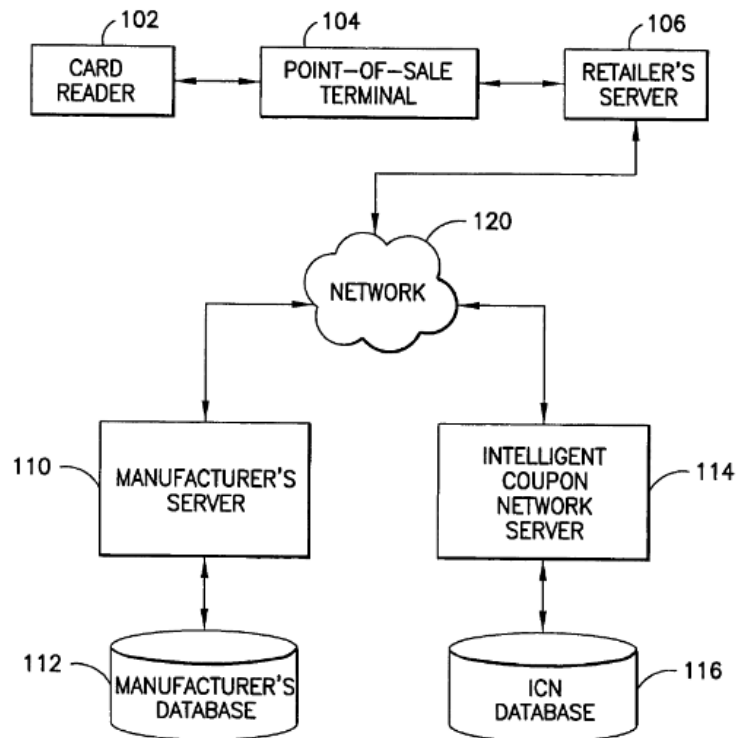 102
104
106
CARD
READER
POINT-OF-SALE
TERMINAL
RETAILER'S
SERVER
120
NETWORK
110
MANUFACTURER'S
SERVER
INTELLIGENT
COUPON
NETWORK
SERVER
114
112
MANUFACTURER'S
DATABASE
ICN
DATABASE
116